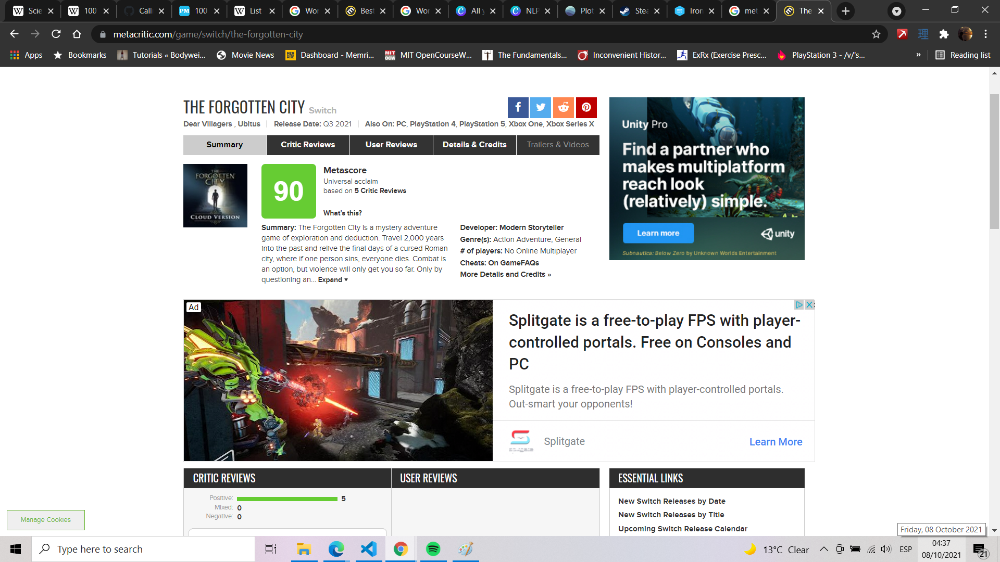 Scie
100
Call
100
List
Wor
Best
Wor
All y
NLP
Plot
Stea
Iron
met
The
metacritic.com/game/switch/the-forgotten-city
Apps
Bookmarks
Tutorials « Bodywei...
Movie News
Dashboard - Memri...
MIT OpenCourseW...
The Fundamentals...
Inconvenient Histor...
ExRx (Exercise Presc...
PlayStation 3 - /v/'s...
»
Reading list
THE FORGOTTEN CITY Switch
Dear Villagers , Ubitus | Release Date: Q3 2021 | Also On: PC, PlayStation 4, PlayStation 5, Xbox One, Xbox Series X
Summary
Critic Reviews
User Reviews
Details & Credits
Trailers & Videos
THE
FORGOTTEN
CITY
CLOUD VERSION
90
Metascore
Universal acclaim
based on 5 Critic Reviews
What's this?
Summary: The Forgotten City is a mystery adventure
game of exploration and deduction. Travel 2,000 years
into the past and relive the final days of a cursed Roman
city, where if one person sins, everyone dies. Combat is
an option, but violence will only get you so far. Only by
questioning an... Expand
Developer: Modern Storyteller
Genre(s): Action Adventure, General
# of players: No Online Multiplayer
Cheats: On GameFAQs
More Details and Credits »
Unity Pro
Find a partner who
makes multiplatform
reach look
(relatively) simple.
Learn more
unity
Subnautica: Below Zero by Unknown Worlds Entertainment
Ad
Splitgate is a free-to-play FPS with player-
controlled portals. Free on Consoles and
PC
Splitgate is a free-to-play FPS with player-controlled portals.
Out-smart your opponents!
Splitgate
Learn More
CRITIC REVIEWS
Positive: 5
Mixed: 0
Negative: 0
USER REVIEWS
ESSENTIAL LINKS
New Switch Releases by Date
New Switch Releases by Title
Upcoming Switch Release Calendar
Manage Cookies
Friday, 08 October 2021
Type here to search
13°C Clear
ESP
04:37
08/10/2021
21